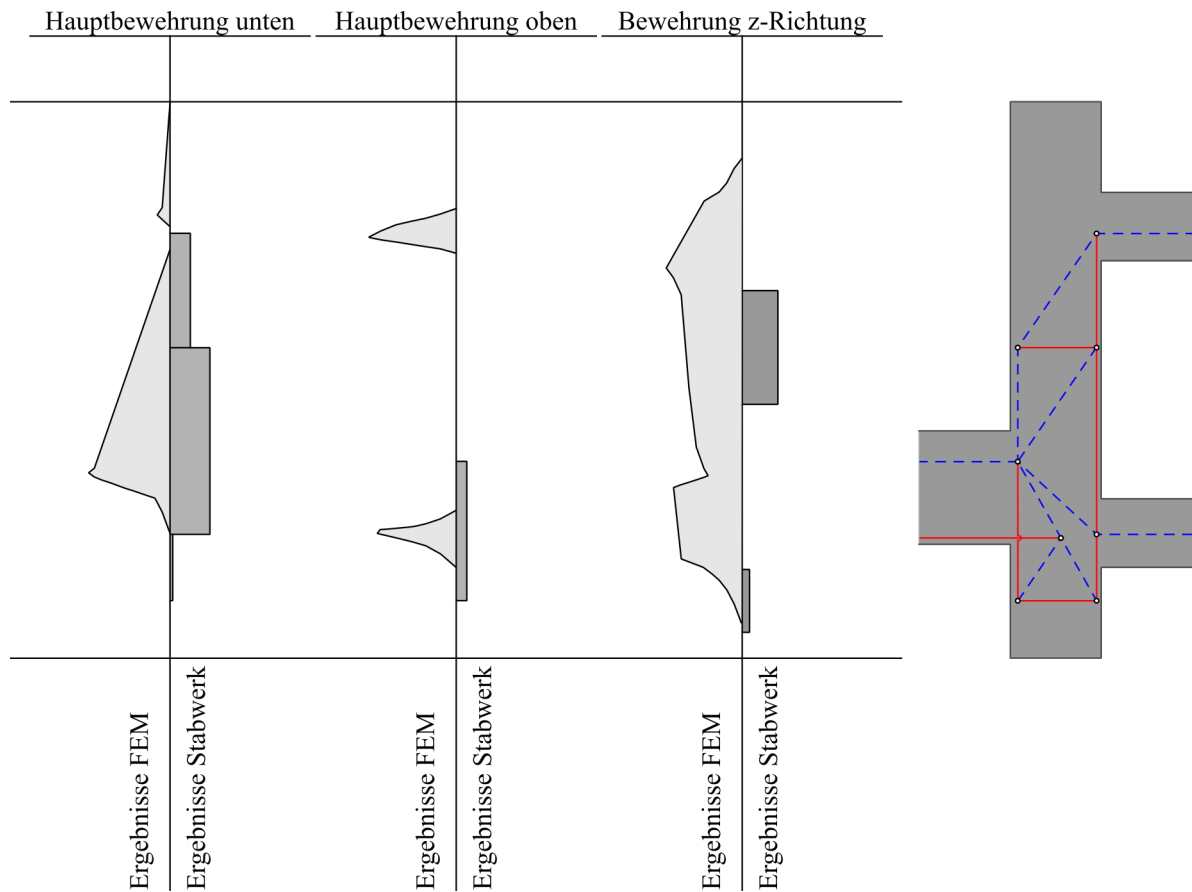 Hauptbewehrung unten
Hauptbewehrung oben
Bewehrung z-Richtung
Ergebnisse FEM
Ergebnisse Stabwerk
Ergebnisse FEM
Ergebnisse Stabwerk
Ergebnisse FEM
Ergebnisse Stabwerk